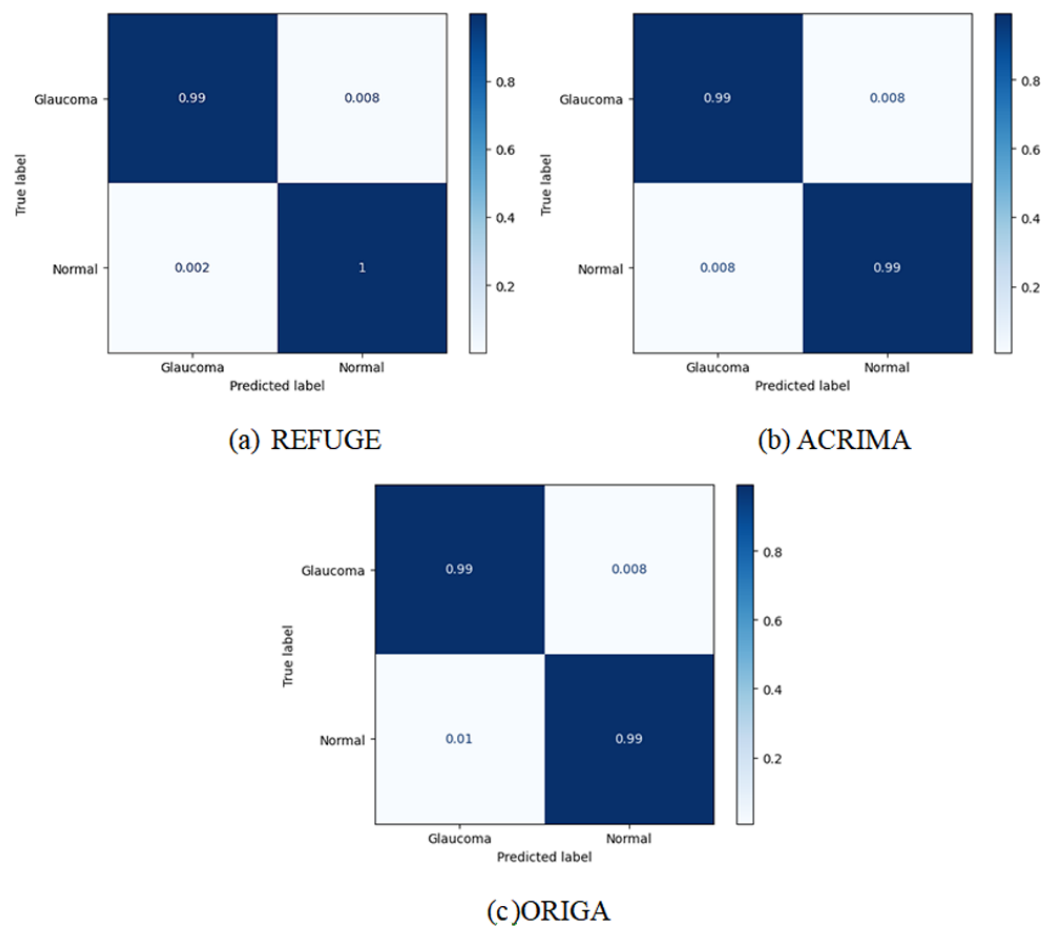 True label
Glaucoma
Normal
0.99
0.008
0.002
1
Glaucoma
Normal
Predicted label
0.8
0.6
0.4
0.2
(a) REFUGE
True label
Glaucoma
Normal
0.99
0.008
0.008
0.99
Glaucoma
Normal
Predicted label
0.8
0.6
0.4
0.2
(b) ACRIMA
True label
Glaucoma
Normal
0.99
0.008
0.01
0.99
Glaucoma
Normal
Predicted label
0.8
0.6
0.4
0.2
(c)ORIGA